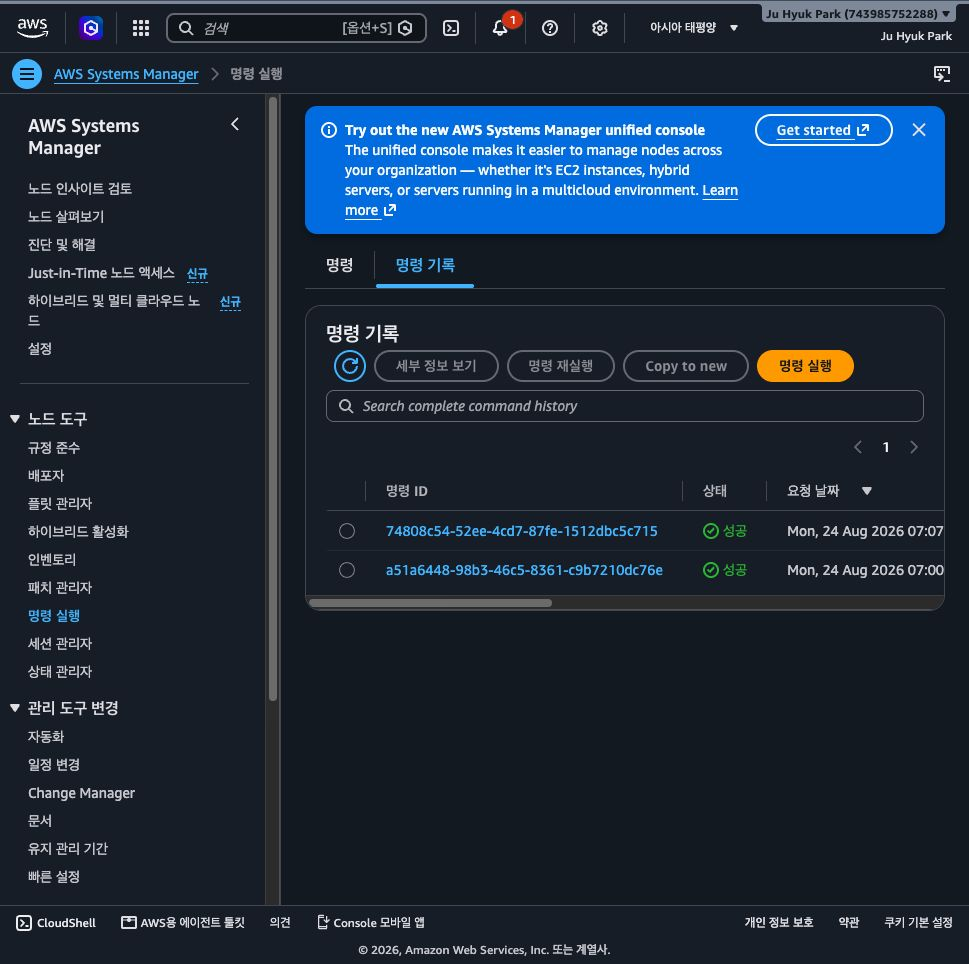 aws
검색
[옵션+S]
1
아시아 태평양
Ju Hyuk Park (743985752288)
Ju Hyuk Park
AWS Systems Manager
명령 실행
AWS Systems
Manager
노드 인사이트 검토
노드 살펴보기
진단 및 해결
Just-in-Time 노드 액세스 신규
하이브리드 및 멀티 클라우드 노 신규
드
설정
노드 도구
규정 준수
배포자
플릿 관리자
하이브리드 활성화
인벤토리
패치 관리자
명령 실행
세션 관리자
상태 관리자
관리 도구 변경
자동화
일정 변경
Change Manager
문서
유지 관리 기간
빠른 설정
Try out the new AWS Systems Manager unified console
The unified console makes it easier to manage nodes across
your organization — whether it's EC2 instances, hybrid
servers, or servers running in a multicloud environment. Learn
more
Get started
명령
명령 기록
명령 기록
세부 정보 보기
명령 재실행
Copy to new
명령 실행
Search complete command history
1
명령 ID
상태
요청 날짜
74808c54-52ee-4cd7-87fe-1512dbc5c715 성공 Mon, 24 Aug 2026 07:07
a51a6448-98b3-46c5-8361-c9b7210dc76e 성공 Mon, 24 Aug 2026 07:00
CloudShell
AWS용 에이전트 툴킷
의견
Console 모바일 앱
개인 정보 보호
약관
쿠키 기본 설정
© 2026, Amazon Web Services, Inc. 또는 계열사.